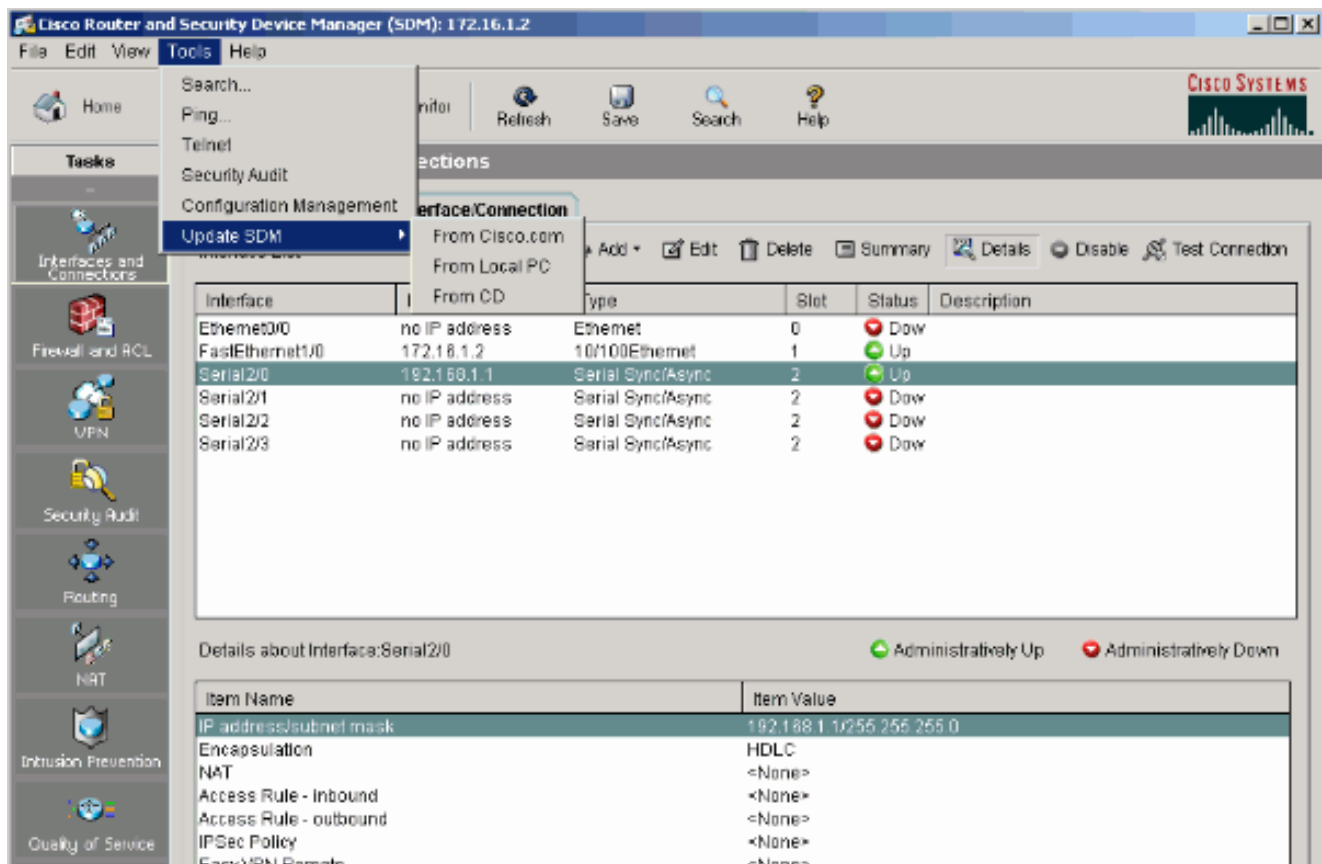 Cisco Router and Security Device Manager (SDM): 172.16.1.2
File Edit View Tools Help
Search...
Ping...
Telnet
Security Audit
Configuration Management
Update SDM
From Cisco.com
From Local PC
From CD
Home
Refresh
Save
Search
Help
CISCO SYSTEMS
Tasks
Interfaces and
Connections
Firewall and ACL
VPN
Security Audit
Routing
NAT
Intrusion Prevention
Quality of Service
Add Edit Delete Summary Details Disable Test Connection
Interface Type Slot Status Description
Ethernet0/0 no IP address Ethernet 0 Dow
FastEthernet1/0 172.16.1.2 10/100Ethernet 1 Up
Serial2/0 192.168.1.1 Serial Sync/Async 2 Up
Serial2/1 no IP address Serial Sync/Async 2 Dow
Serial2/2 no IP address Serial Sync/Async 2 Dow
Serial2/3 no IP address Serial Sync/Async 2 Dow
Details about Interface:Serial2/0 Administratively Up Administratively Down
Item Name Item Value
IP address/subnet mask 192.168.1.1/255.255.255.0
Encapsulation HDLC
NAT <None>
Access Rule - inbound <None>
Access Rule - outbound <None>
IPSec Policy <None>